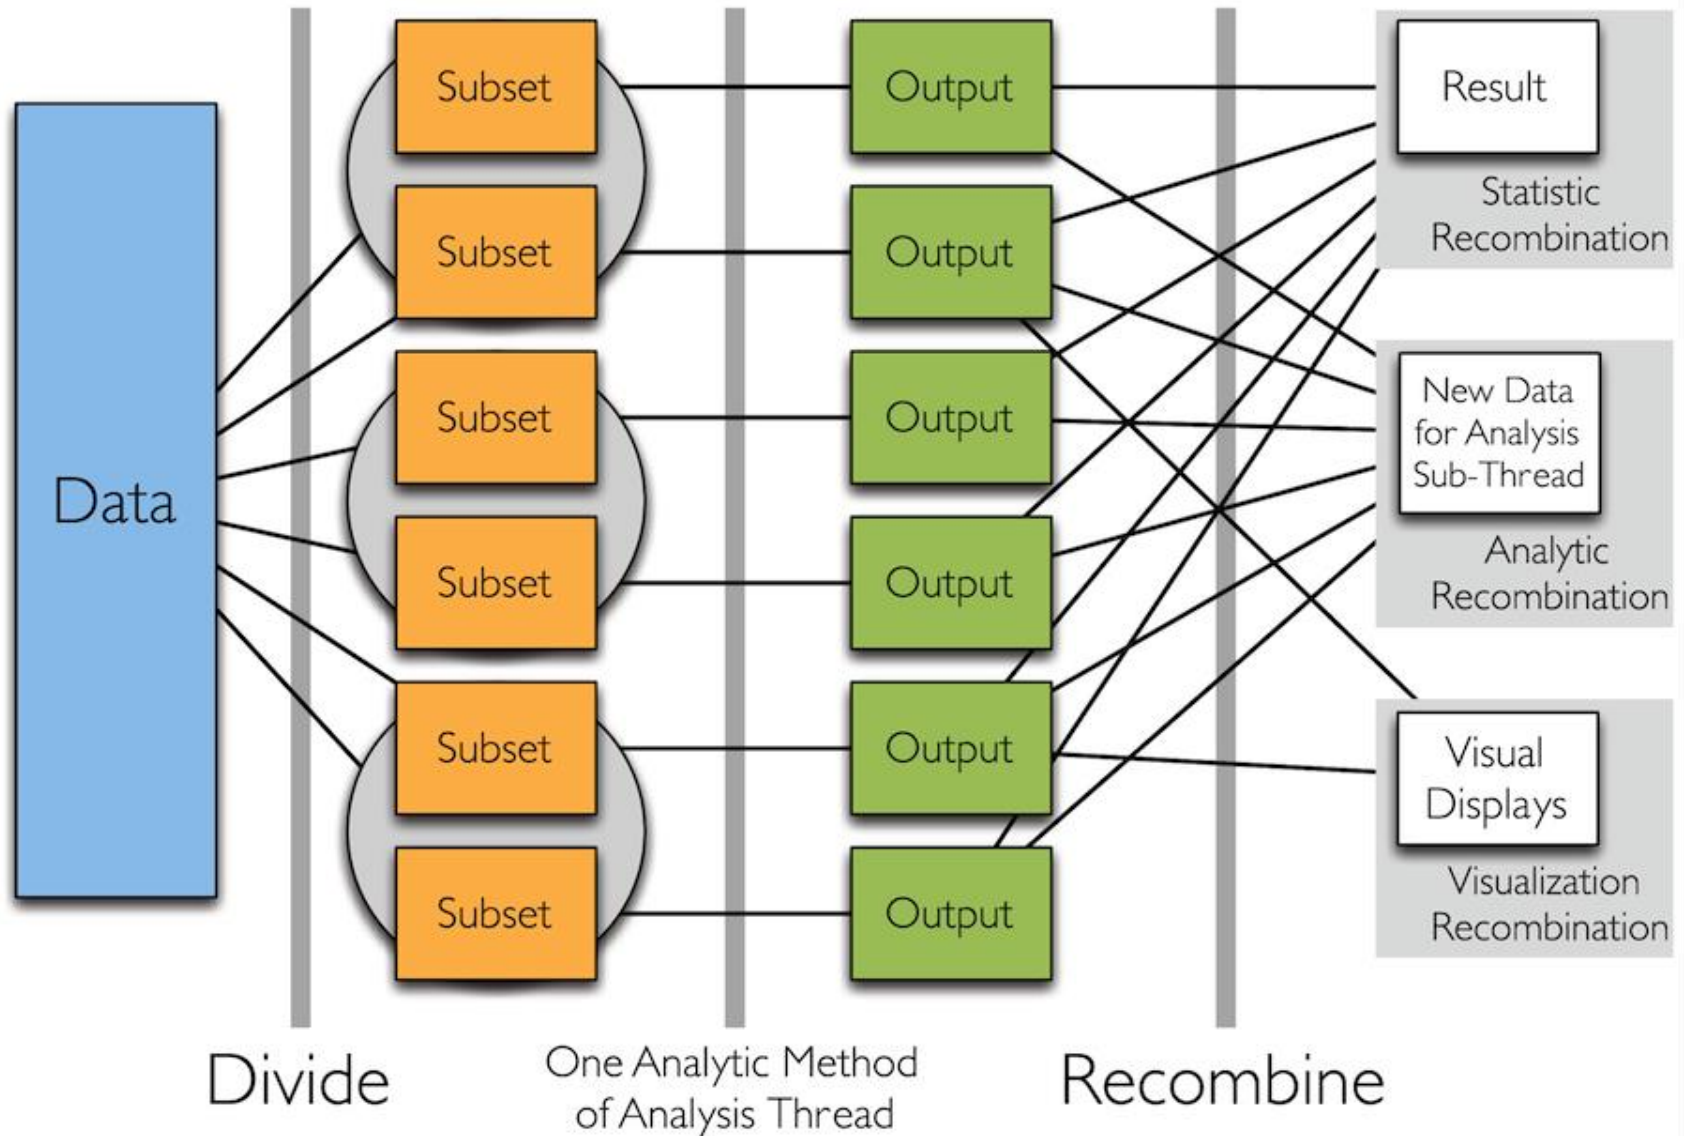 Data
Subset
Subset
Subset
Subset
Subset
Subset
Output
Output
Output
Output
Output
Output
Result
Statistic
Recombination
New Data
for Analysis
Sub-Thread
Analytic
Recombination
Visual
Displays
Visualization
Recombination
Divide
One Analytic Method
of Analysis Thread
Recombine